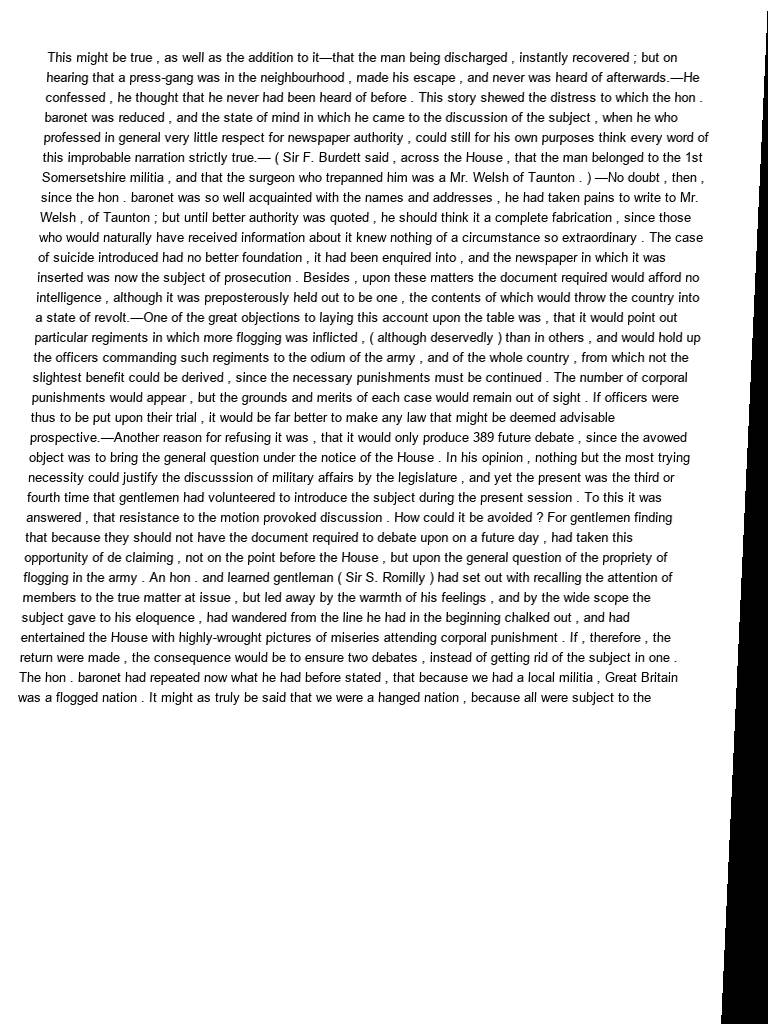 This might be true , as well as the addition to it—that the man being discharged , instantly recovered ; but on
hearing that a press-gang was in the neighbourhood , made his escape , and never was heard of afterwards.—He
confessed , he thought that he never had been heard of before . This story shewed the distress to which the hon .
baronet was reduced , and the state of mind in which he came to the discussion of the subject , when he who
professed in general very little respect for newspaper authority , could still for his own purposes think every word of
this improbable narration strictly true.— ( Sir F. Burdett said , across the House , that the man belonged to the 1st
Somersetshire militia , and that the surgeon who trepanned him was a Mr. Welsh of Taunton . ) —No doubt , then ,
since the hon . baronet was so well acquainted with the names and addresses , he had taken pains to write to Mr.
Welsh , of Taunton ; but until better authority was quoted , he should think it a complete fabrication , since those
who would naturally have received information about it knew nothing of a circumstance so extraordinary . The case
of suicide introduced had no better foundation , it had been enquired into , and the newspaper in which it was
inserted was now the subject of prosecution . Besides , upon these matters the document required would afford no
intelligence , although it was preposterously held out to be one , the contents of which would throw the country into
a state of revolt.—One of the great objections to laying this account upon the table was , that it would point out
particular regiments in which more flogging was inflicted , ( although deservedly ) than in others , and would hold up
the officers commanding such regiments to the odium of the army , and of the whole country , from which not the
slightest benefit could be derived , since the necessary punishments must be continued . The number of corporal
punishments would appear , but the grounds and merits of each case would remain out of sight . If officers were
thus to be put upon their trial , it would be far better to make any law that might be deemed advisable
prospective.—Another reason for refusing it was , that it would only produce 389 future debate , since the avowed
object was to bring the general question under the notice of the House . In his opinion , nothing but the most trying
necessity could justify the discusssion of military affairs by the legislature , and yet the present was the third or
fourth time that gentlemen had volunteered to introduce the subject during the present session . To this it was
answered , that resistance to the motion provoked discussion . How could it be avoided ? For gentlemen finding
that because they should not have the document required to debate upon on a future day , had taken this
opportunity of de claiming , not on the point before the House , but upon the general question of the propriety of
flogging in the army . An hon . and learned gentleman ( Sir S. Romilly ) had set out with recalling the attention of
members to the true matter at issue , but led away by the warmth of his feelings , and by the wide scope the
subject gave to his eloquence , had wandered from the line he had in the beginning chalked out , and had
entertained the House with highly-wrought pictures of miseries attending corporal punishment . If , therefore , the
return were made , the consequence would be to ensure two debates , instead of getting rid of the subject in one .
The hon . baronet had repeated now what he had before stated , that because we had a local militia , Great Britain
was a flogged nation . It might as truly be said that we were a hanged nation , because all were subject to the